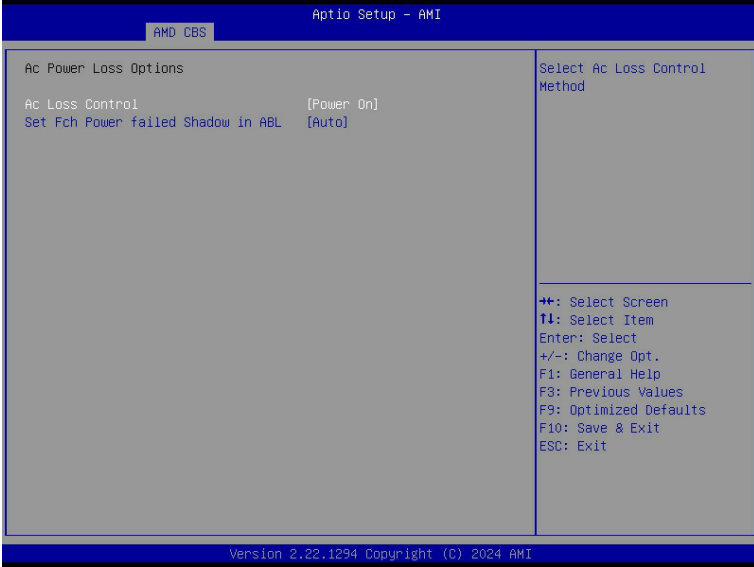 Aptio Setup - AMI
AMD CBS
Ac Power Loss Options
Ac Loss Control [Power On]
Set Fch Power failed Shadow in ABL [Auto]
Select Ac Loss Control
Method
→←: Select Screen
↑↓: Select Item
Enter: Select
+/-: Change Opt.
F1: General Help
F3: Previous Values
F9: Optimized Defaults
F10: Save & Exit
ESC: Exit
Version 2.22.1294 Copyright (C) 2024 AMI